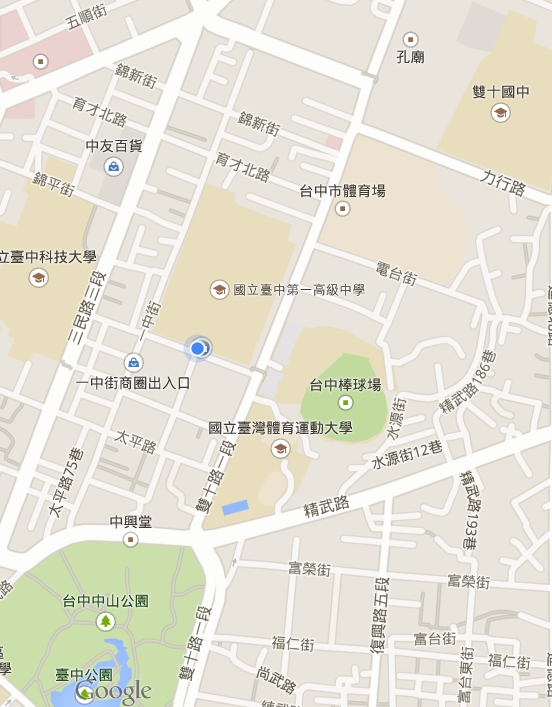 五順街
孔廟
錦新街
雙十國中
育才北路
錦新街
中友百貨
育才北路
錦平街
力行路
台中市體育場
立臺中科技大學
電台街
國立臺中第一高級中學
三民路三段
一中街
一中街商圈出入口
精武路186巷
台中棒球場
水源街
國立臺灣體育運動大學
太平路
水源街12巷
太平路75巷
雙十路二段
精武路
精武路193巷
中興堂
富榮街
富榮街
復興路五段
台中中山公園
雙十路一段
福仁街
富台街
福仁街
臺中公園
尚武路
富台東街
Google